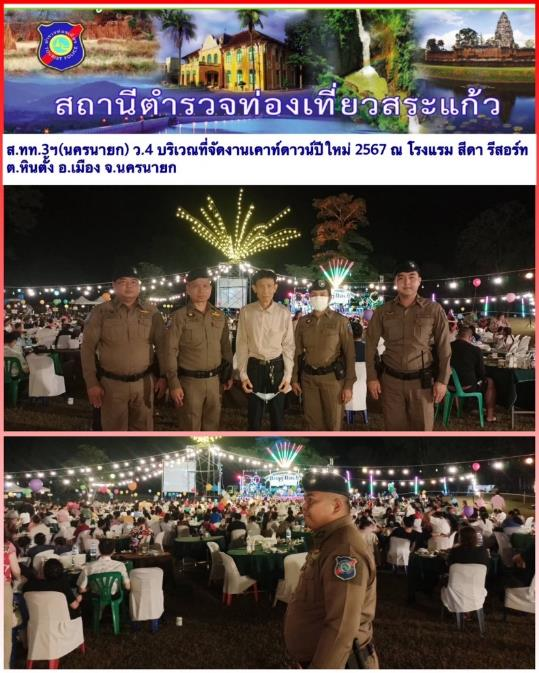 สถานีตำรวจท่องเที่ยวสระแก้ว
ส.ทท.3ฯ(นครนายก) ว.4 บริเวณที่จัดงานเคาท์ดาวน์ปีใหม่ 2567 ณ โรงแรม สีดา รีสอร์ท
ต.หินตั้ง อ.เมือง จ.นครนายก